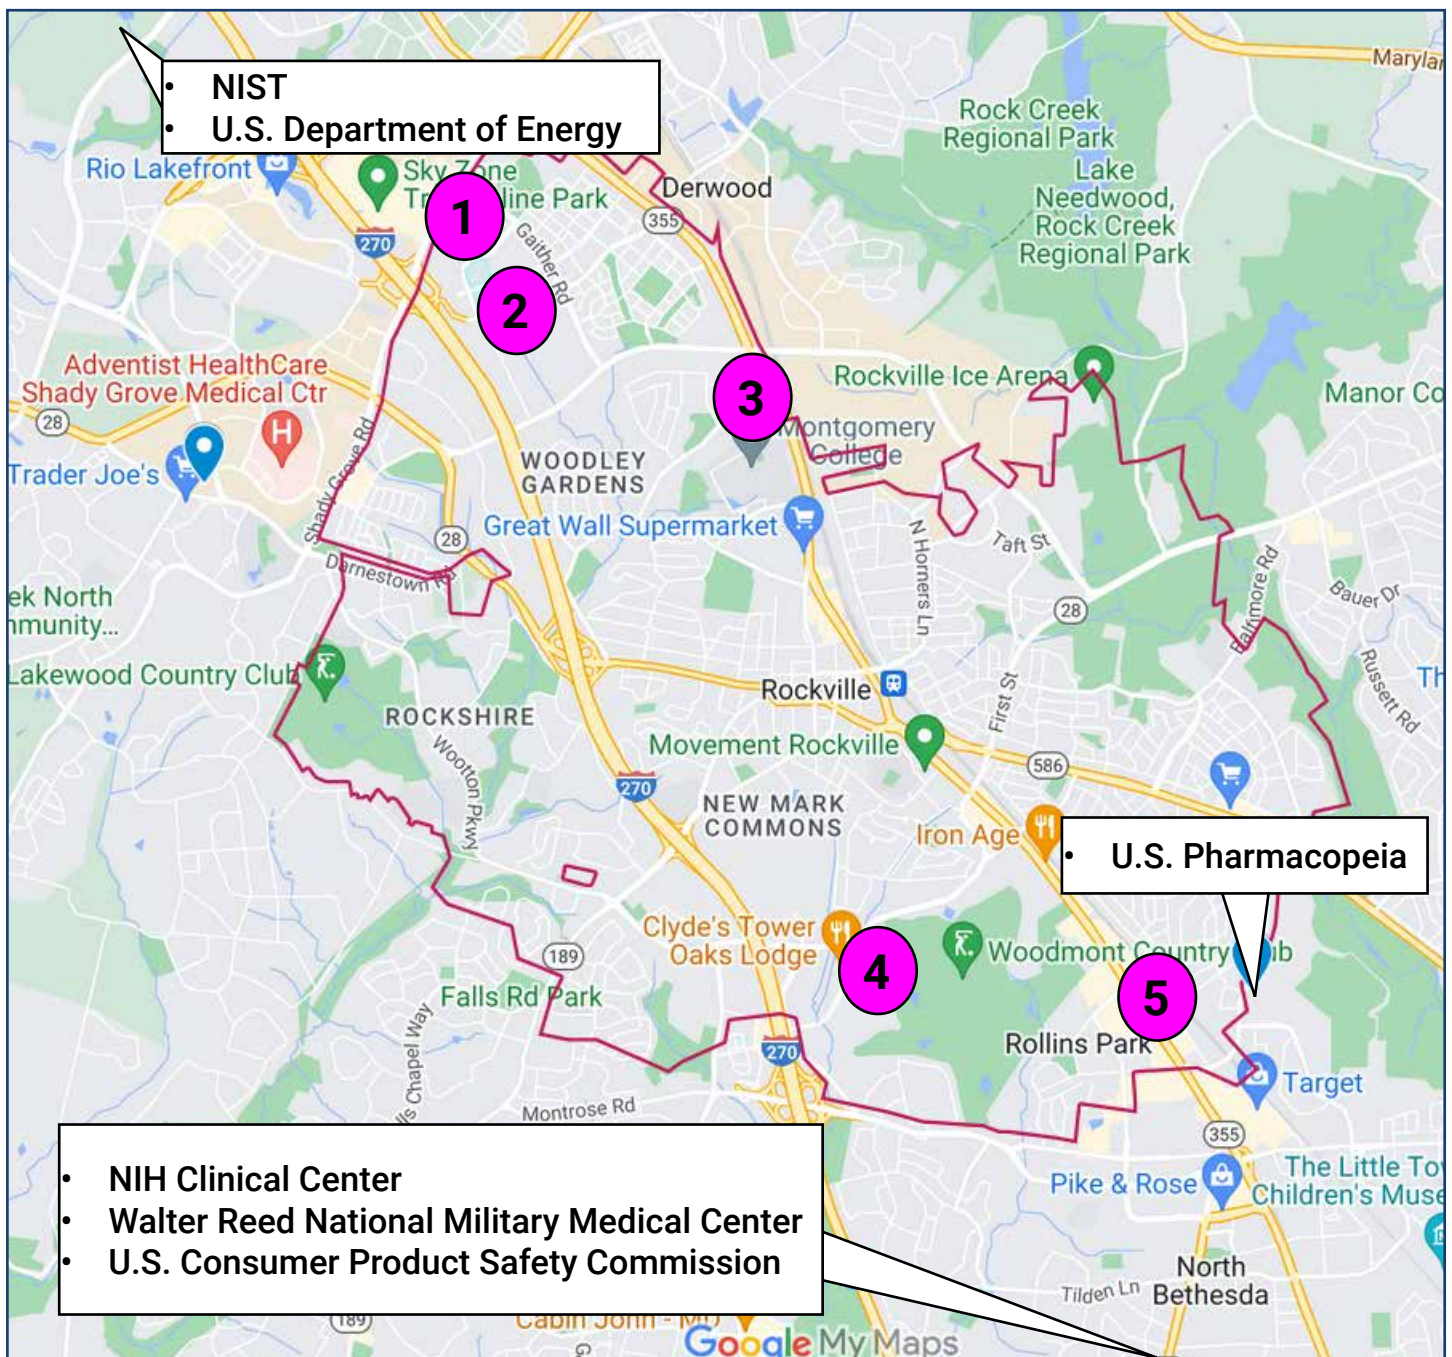 Maryla
• NIST
• U.S. Department of Energy
Rock Creek
Regional Park
Rio Lakefront
Sky Zone
Tr line Park
Derwood
Lake
Needwood,
Rock Creek
Regional Park
1
355
270
Gaither Rd
2
Adventist HealthCare
Shady Grove Medical Ctr
H
28
3
Rockville Ice Arena
Manor Co
Montgomery
College
Trader Joe's
Shady Grove Rd
WOODLEY
GARDENS
Great Wall Supermarket
28
N Horners Ln
Taft St
Darnestown Rd
Baltimore Rd
Bauer Dr
ek North
nmunity...
28
Lakewood Country Club
Rockville
First St
Russett Rd
Th
ROCKSHIRE
Wootton Pkwy
Movement Rockville
586
270
NEW MARK
COMMONS
Iron Age
• U.S. Pharmacopeia
Clyde's Tower
Oaks Lodge
4
Woodmont Country ub
189
5
Falls Rd Park
lls Chapel Way
270
Rollins Park
Target
Montrose Rd
355
• NIH Clinical Center
• Walter Reed National Military Medical Center
• U.S. Consumer Product Safety Commission
Pike & Rose
The Little To
Children's Muse
North
Bethesda
Tilden Ln
189
Cabin John - MD
Google My Maps